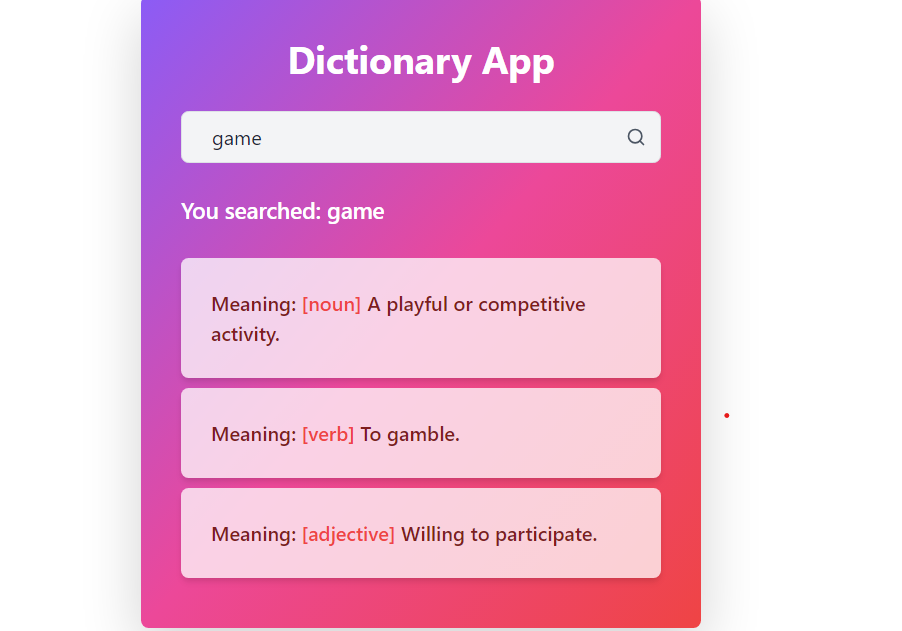 Dictionary App
game
You searched: game
Meaning: [noun] A playful or competitive
activity.
Meaning: [verb] To gamble.
Meaning: [adjective] Willing to participate.